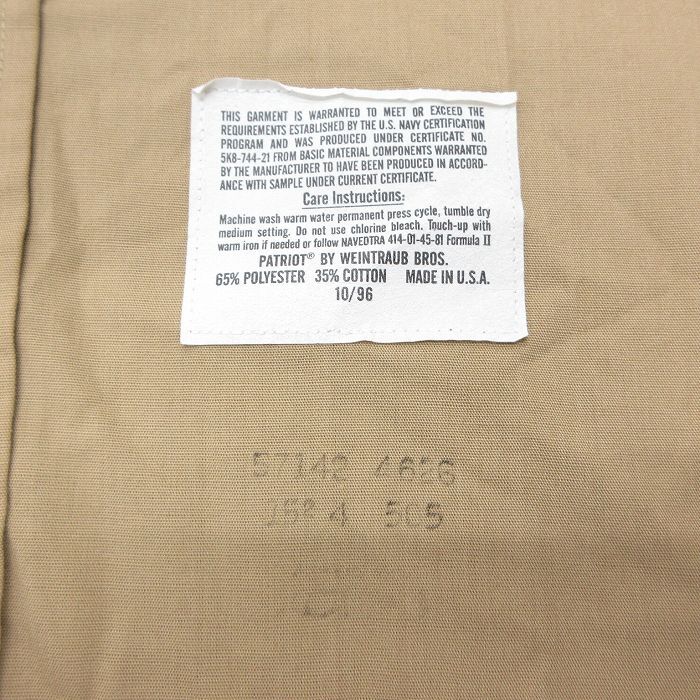 THIS GARMENT IS WARRANTED TO MEET OR EXCEED THE
REQUIREMENTS ESTABLISHED BY THE U.S. NAVY CERTIFICATION
PROGRAM AND WAS PRODUCED UNDER CERTIFICATE NO.
5K8-744-21 FROM BASIC MATERIAL COMPONENTS WARRANTED
BY THE MANUFACTURER TO HAVE BEEN PRODUCED IN ACCORD-
ANCE WITH SAMPLE UNDER CURRENT CERTIFICATE.
Care Instructions:
Machine wash warm water permanent press cycle, tumble dry
medium setting. Do not use chlorine bleach. Touch-up with
warm iron if needed or follow NAVEDTRA 414-01-45-81 Formula II
PATRIOT® BY WEINTRAUB BROS.
65% POLYESTER 35% COTTON MADE IN U.S.A.
10/96
57142
4 505